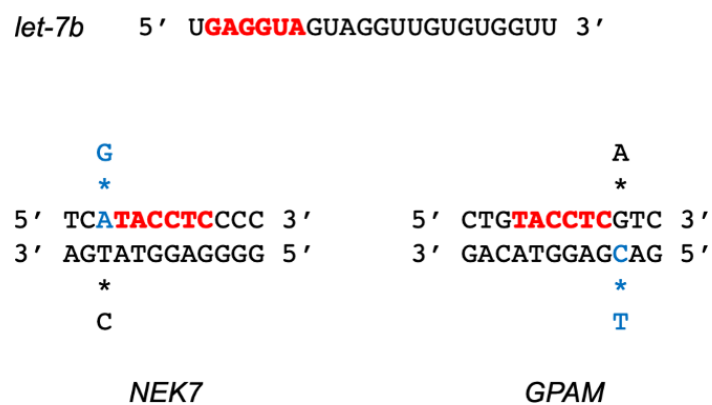 let-7b 5′ UGAGGUAGUAGGUUGUGUGGUU 3′
G A
* *
5′ TCATACCTCCCC 3′ 5′ CTGTACCTCGTC 3′
3′ AGTATGGAGGGG 5′ 3′ GACATGGAGCAG 5′
* *
C T
NEK7 GPAM